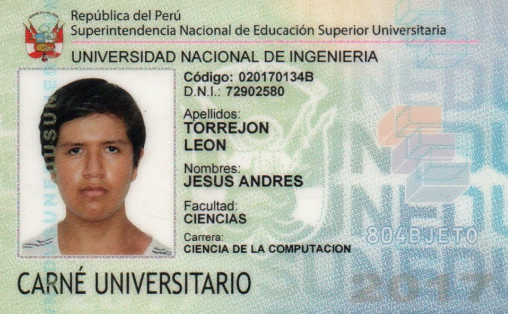 República del Perú
Superintendencia Nacional de Educación Superior Universitaria
UNIVERSIDAD NACIONAL DE INGENIERIA
Código: 020170134B
D.N.I.: 72902580
Apellidos:
TORREJON
LEON
Nombres:
JESUS ANDRES
Facultad:
CIENCIAS
Carrera:
CIENCIA DE LA COMPUTACION
804BJET0
CARNÉ UNIVERSITARIO
2017